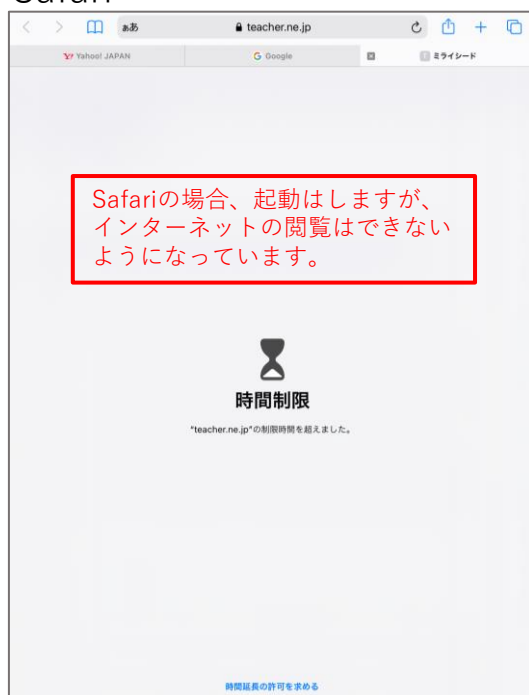 Safari
ぁあ
teacher.ne.jp
Yahoo! JAPAN
Google
ミライシード
Safariの場合、起動はしますが、
インターネットの閲覧はできない
ようになっています。
時間制限
"teacher.ne.jp"の制限時間を超えました。
時間延長の許可を求める